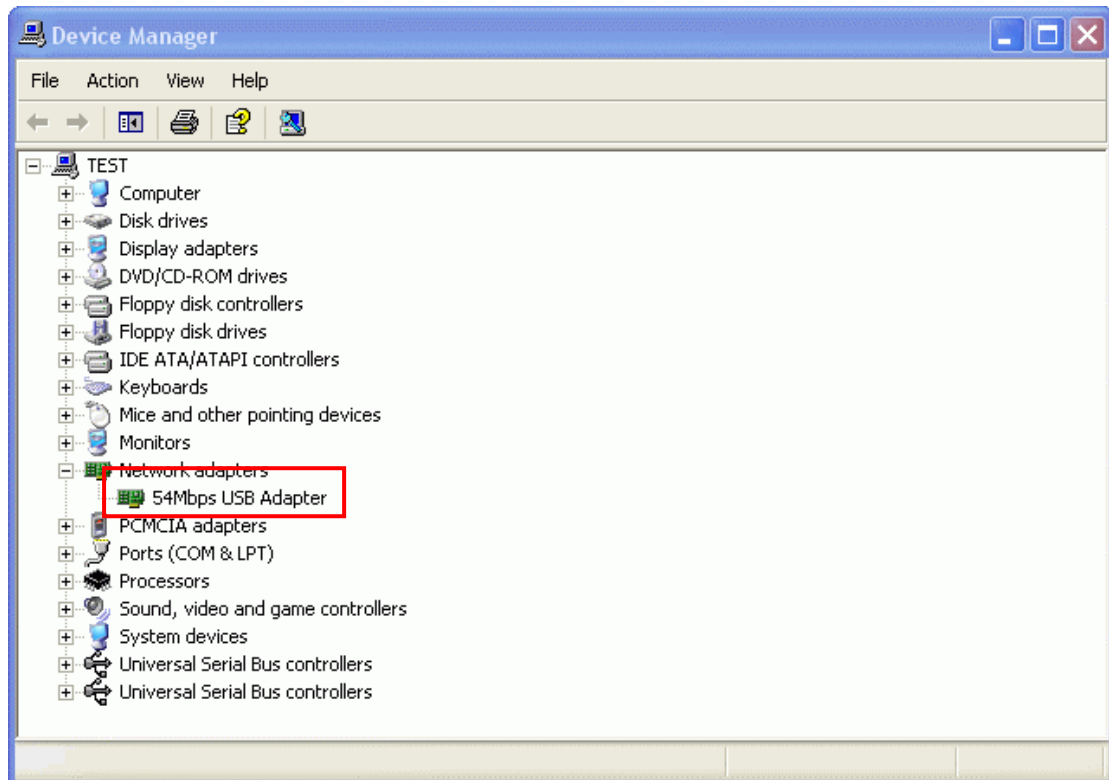 Device Manager
File Action View Help
TEST
Computer
Disk drives
Display adapters
DVD/CD-ROM drives
Floppy disk controllers
Floppy disk drives
IDE ATA/ATAPI controllers
Keyboards
Mice and other pointing devices
Monitors
Network adapters
54Mbps USB Adapter
PCMCIA adapters
Ports (COM & LPT)
Processors
Sound, video and game controllers
System devices
Universal Serial Bus controllers
Universal Serial Bus controllers